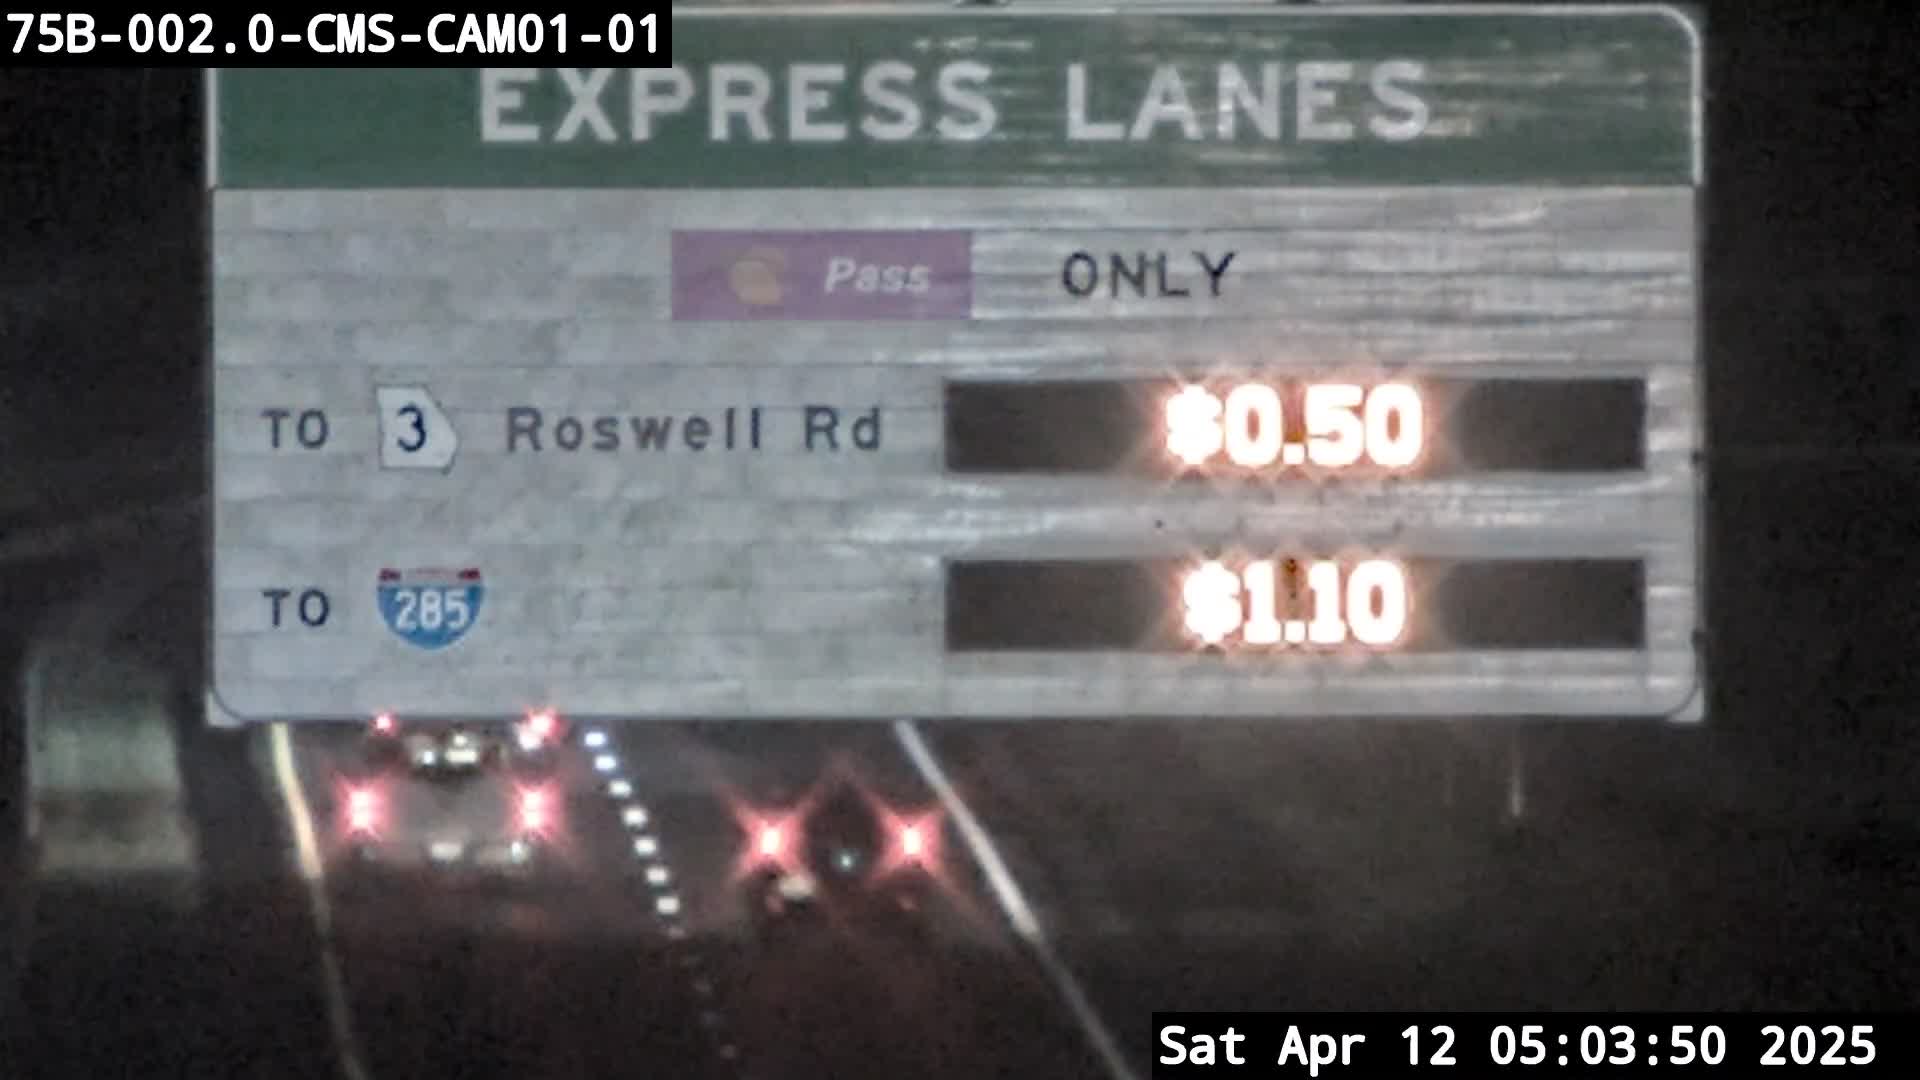 75B-002.0-CMS-CAM01-01
EXPRESS LANES
Pass ONLY
TO 3 Roswell Rd $0.50
TO 285 $1.10
Sat Apr 12 05:03:50 2025